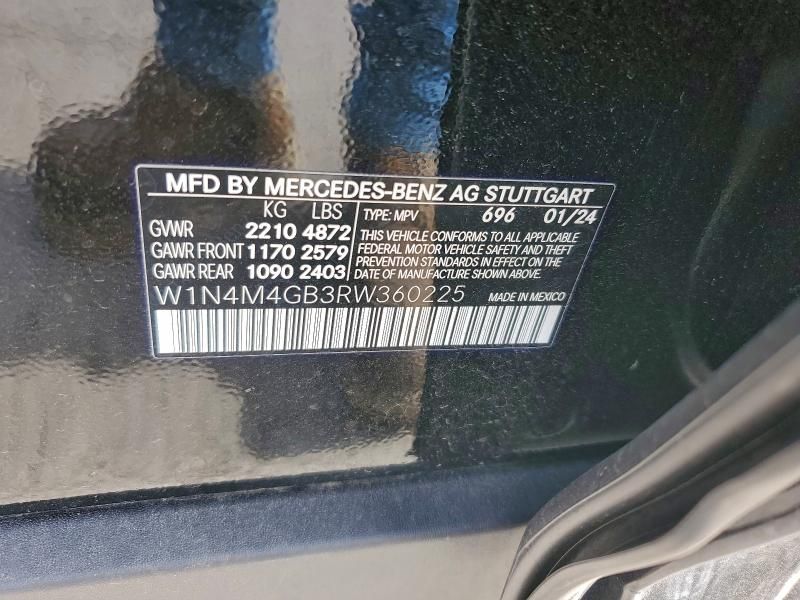 MFD BY MERCEDES-BENZ AG STUTTGART
KG LBS
GVWR 2210 4872
GAWR FRONT 1170 2579
GAWR REAR 1090 2403
TYPE: MPV 696 01/24
THIS VEHICLE CONFORMS TO ALL APPLICABLE
FEDERAL MOTOR VEHICLE SAFETY AND THEFT
PREVENTION STANDARDS IN EFFECT ON THE
DATE OF MANUFACTURE SHOWN ABOVE.
W1N4M4GB3RW360225 MADE IN MEXICO